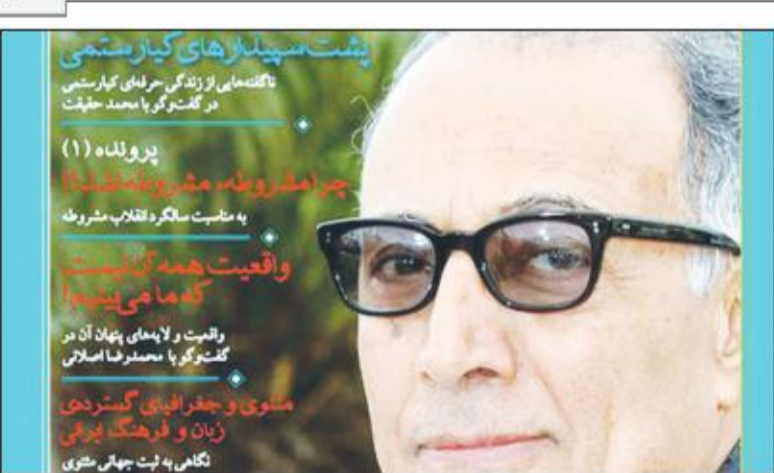 پشت سپیدارهای کیارستمی
ناگفته‌هایی از زندگی حرفه‌ای کیارستمی
در گفت‌وگو با محمد حقیقت
پرونده (۱)
چرا مشروطه، مشروطه نشد؟!
به مناسبت سالگرد انقلاب مشروطه
واقعیت همه آن نیست
که ما می‌بینیم!
واقعیت و لایه‌های پنهان آن در
گفت‌وگو با محمدرضا اصلانی
مثنوی و جغرافیای گسترده‌ی
زبان و فرهنگ ایرانی
نگاهی به ثبت جهانی مثنوی